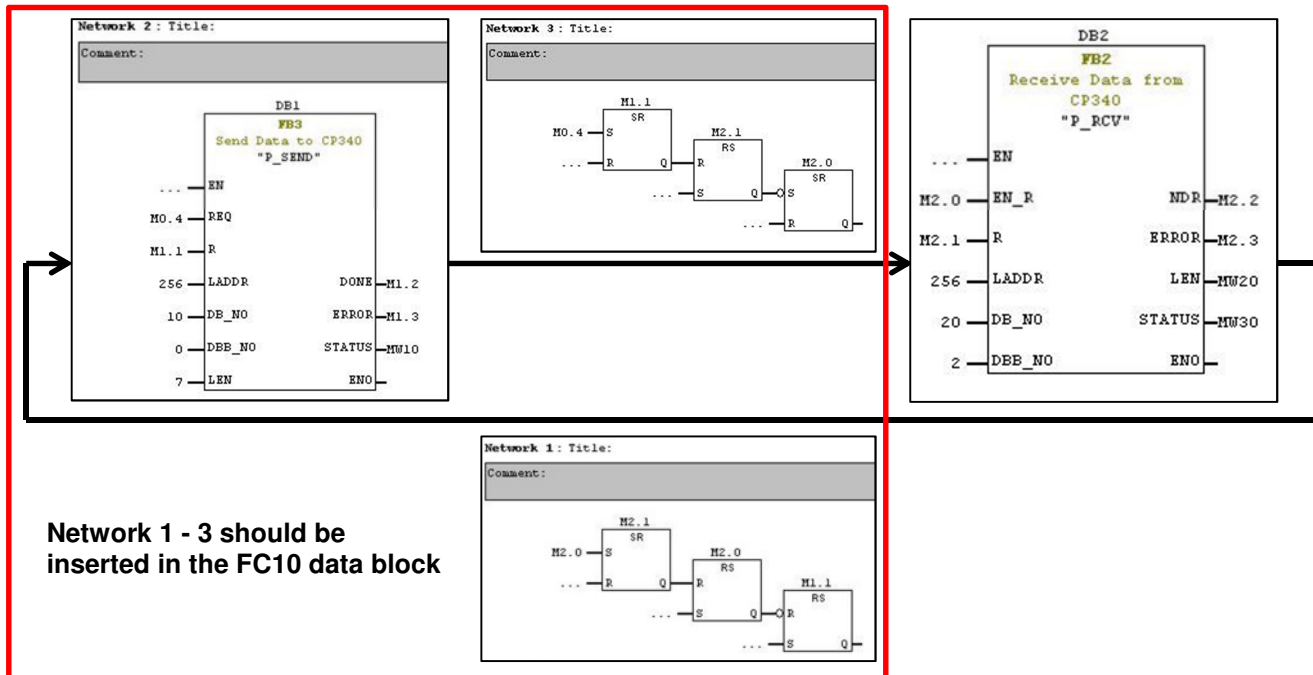 Network 2 : Title:
Comment:
DB1
FB3
Send Data to CP340
"P_SEND"
... EN
M0.4 REQ
M1.1 R
256 LADDR DONE M1.2
10 DB_NO ERROR M1.3
0 DBB_NO STATUS MW10
7 LEN ENO
Network 3 : Title:
Comment:
M1.1
SR
M0.4 S M2.1
... R Q R RS M2.0
... S Q S SR
... R Q
DB2
FB2
Receive Data from
CP340
"P_RCV"
... EN
M2.0 EN_R NDR M2.2
M2.1 R ERROR M2.3
256 LADDR LEN MW20
20 DB_NO STATUS MW30
2 DBB_NO ENO
Network 1 : Title:
Comment:
M2.1
SR
M2.0 S M2.0
... R Q R RS M1.1
... S Q R RS
... S Q
Network 1 - 3 should be
inserted in the FC10 data block